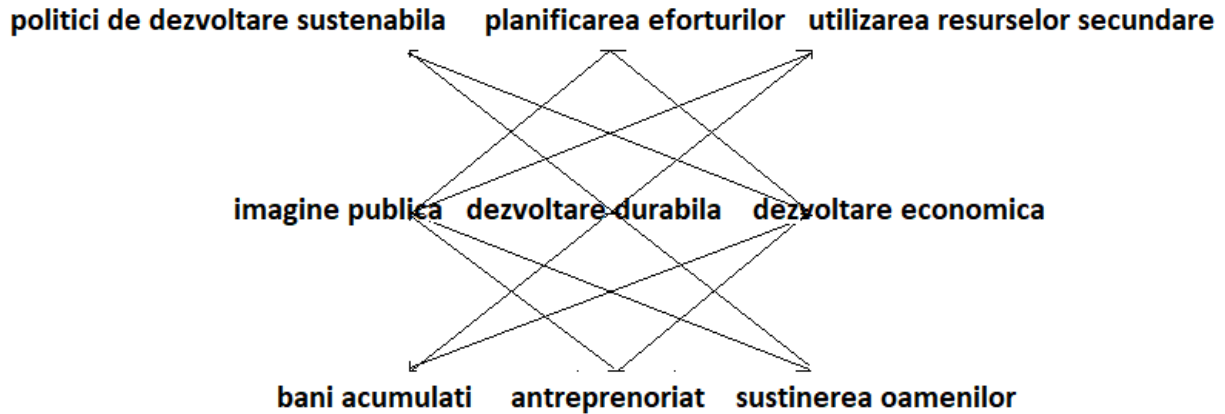 politici de dezvoltare sustenabila planificarea eforturilor utilizarea resurselor secundare
imagine publica dezvoltare durabila dezvoltare economica
bani acumulati antreprenoriat sustinerea oamenilor